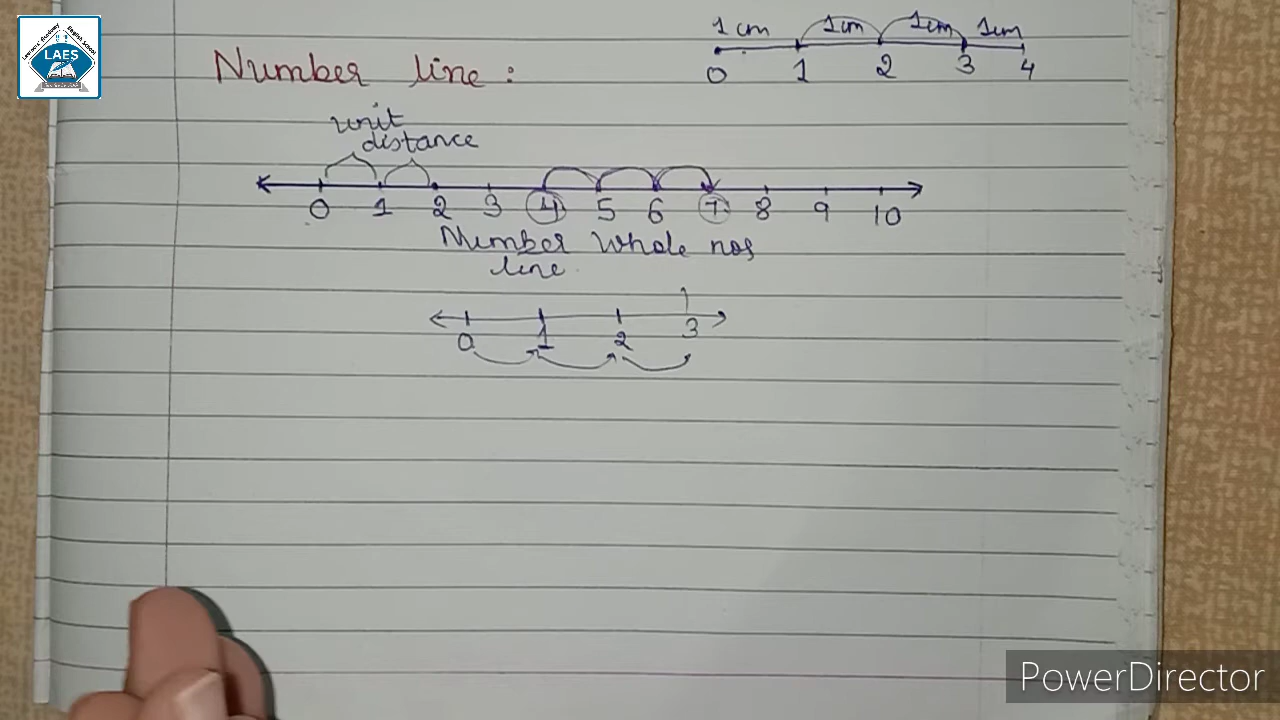 LAES
1 cm 1cm 1cm 1cm
0 1 2 3 4
Number line :
unit
distance
0 1 2 3 4 5 6 7 8 9 10
Number Whole nos
line
0 1 2 3
PowerDirector